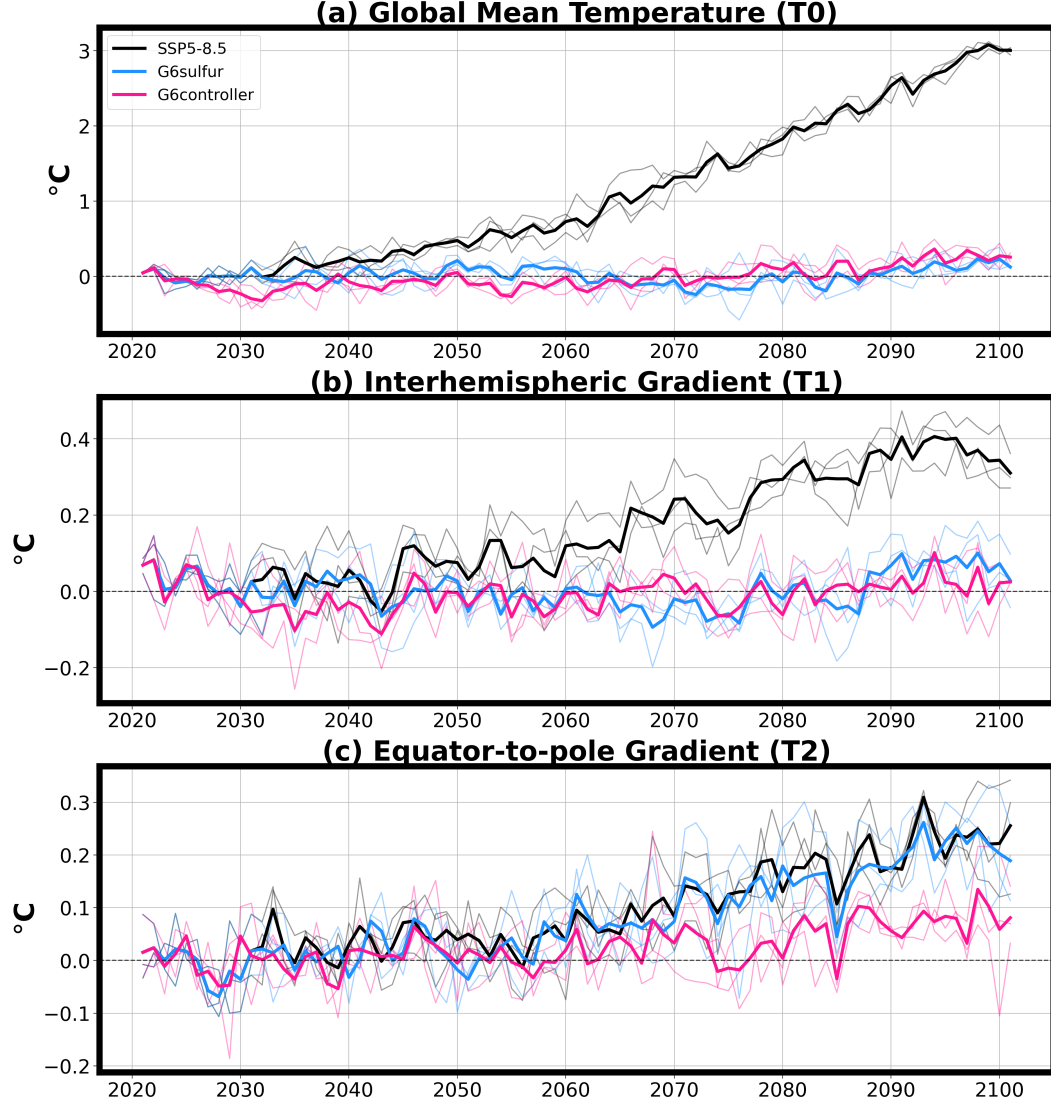 (a) Global Mean Temperature (T0)
SSP5-8.5
G6sulfur
G6controller
3
2
1
0
°C
2020 2030 2040 2050 2060 2070 2080 2090 2100
(b) Interhemispheric Gradient (T1)
0.4
0.2
0.0
−0.2
°C
2020 2030 2040 2050 2060 2070 2080 2090 2100
(c) Equator-to-pole Gradient (T2)
0.3
0.2
0.1
0.0
−0.1
−0.2
°C
2020 2030 2040 2050 2060 2070 2080 2090 2100